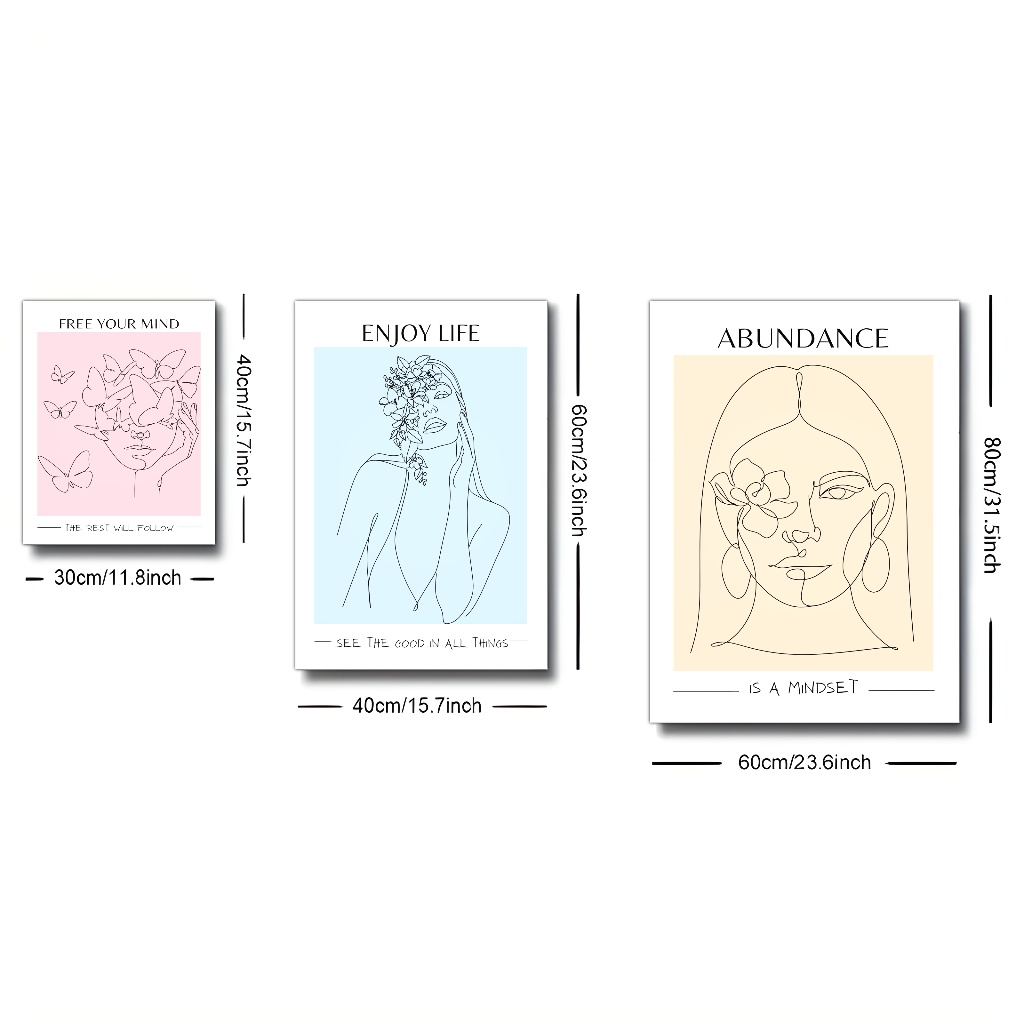 FREE YOUR MIND
THE REST WILL FOLLOW
40cm/15.7inch
30cm/11.8inch
ENJOY LIFE
SEE THE GOOD IN ALL THINGS
60cm/23.6inch
40cm/15.7inch
ABUNDANCE
IS A MINDSET
80cm/31.5inch
60cm/23.6inch